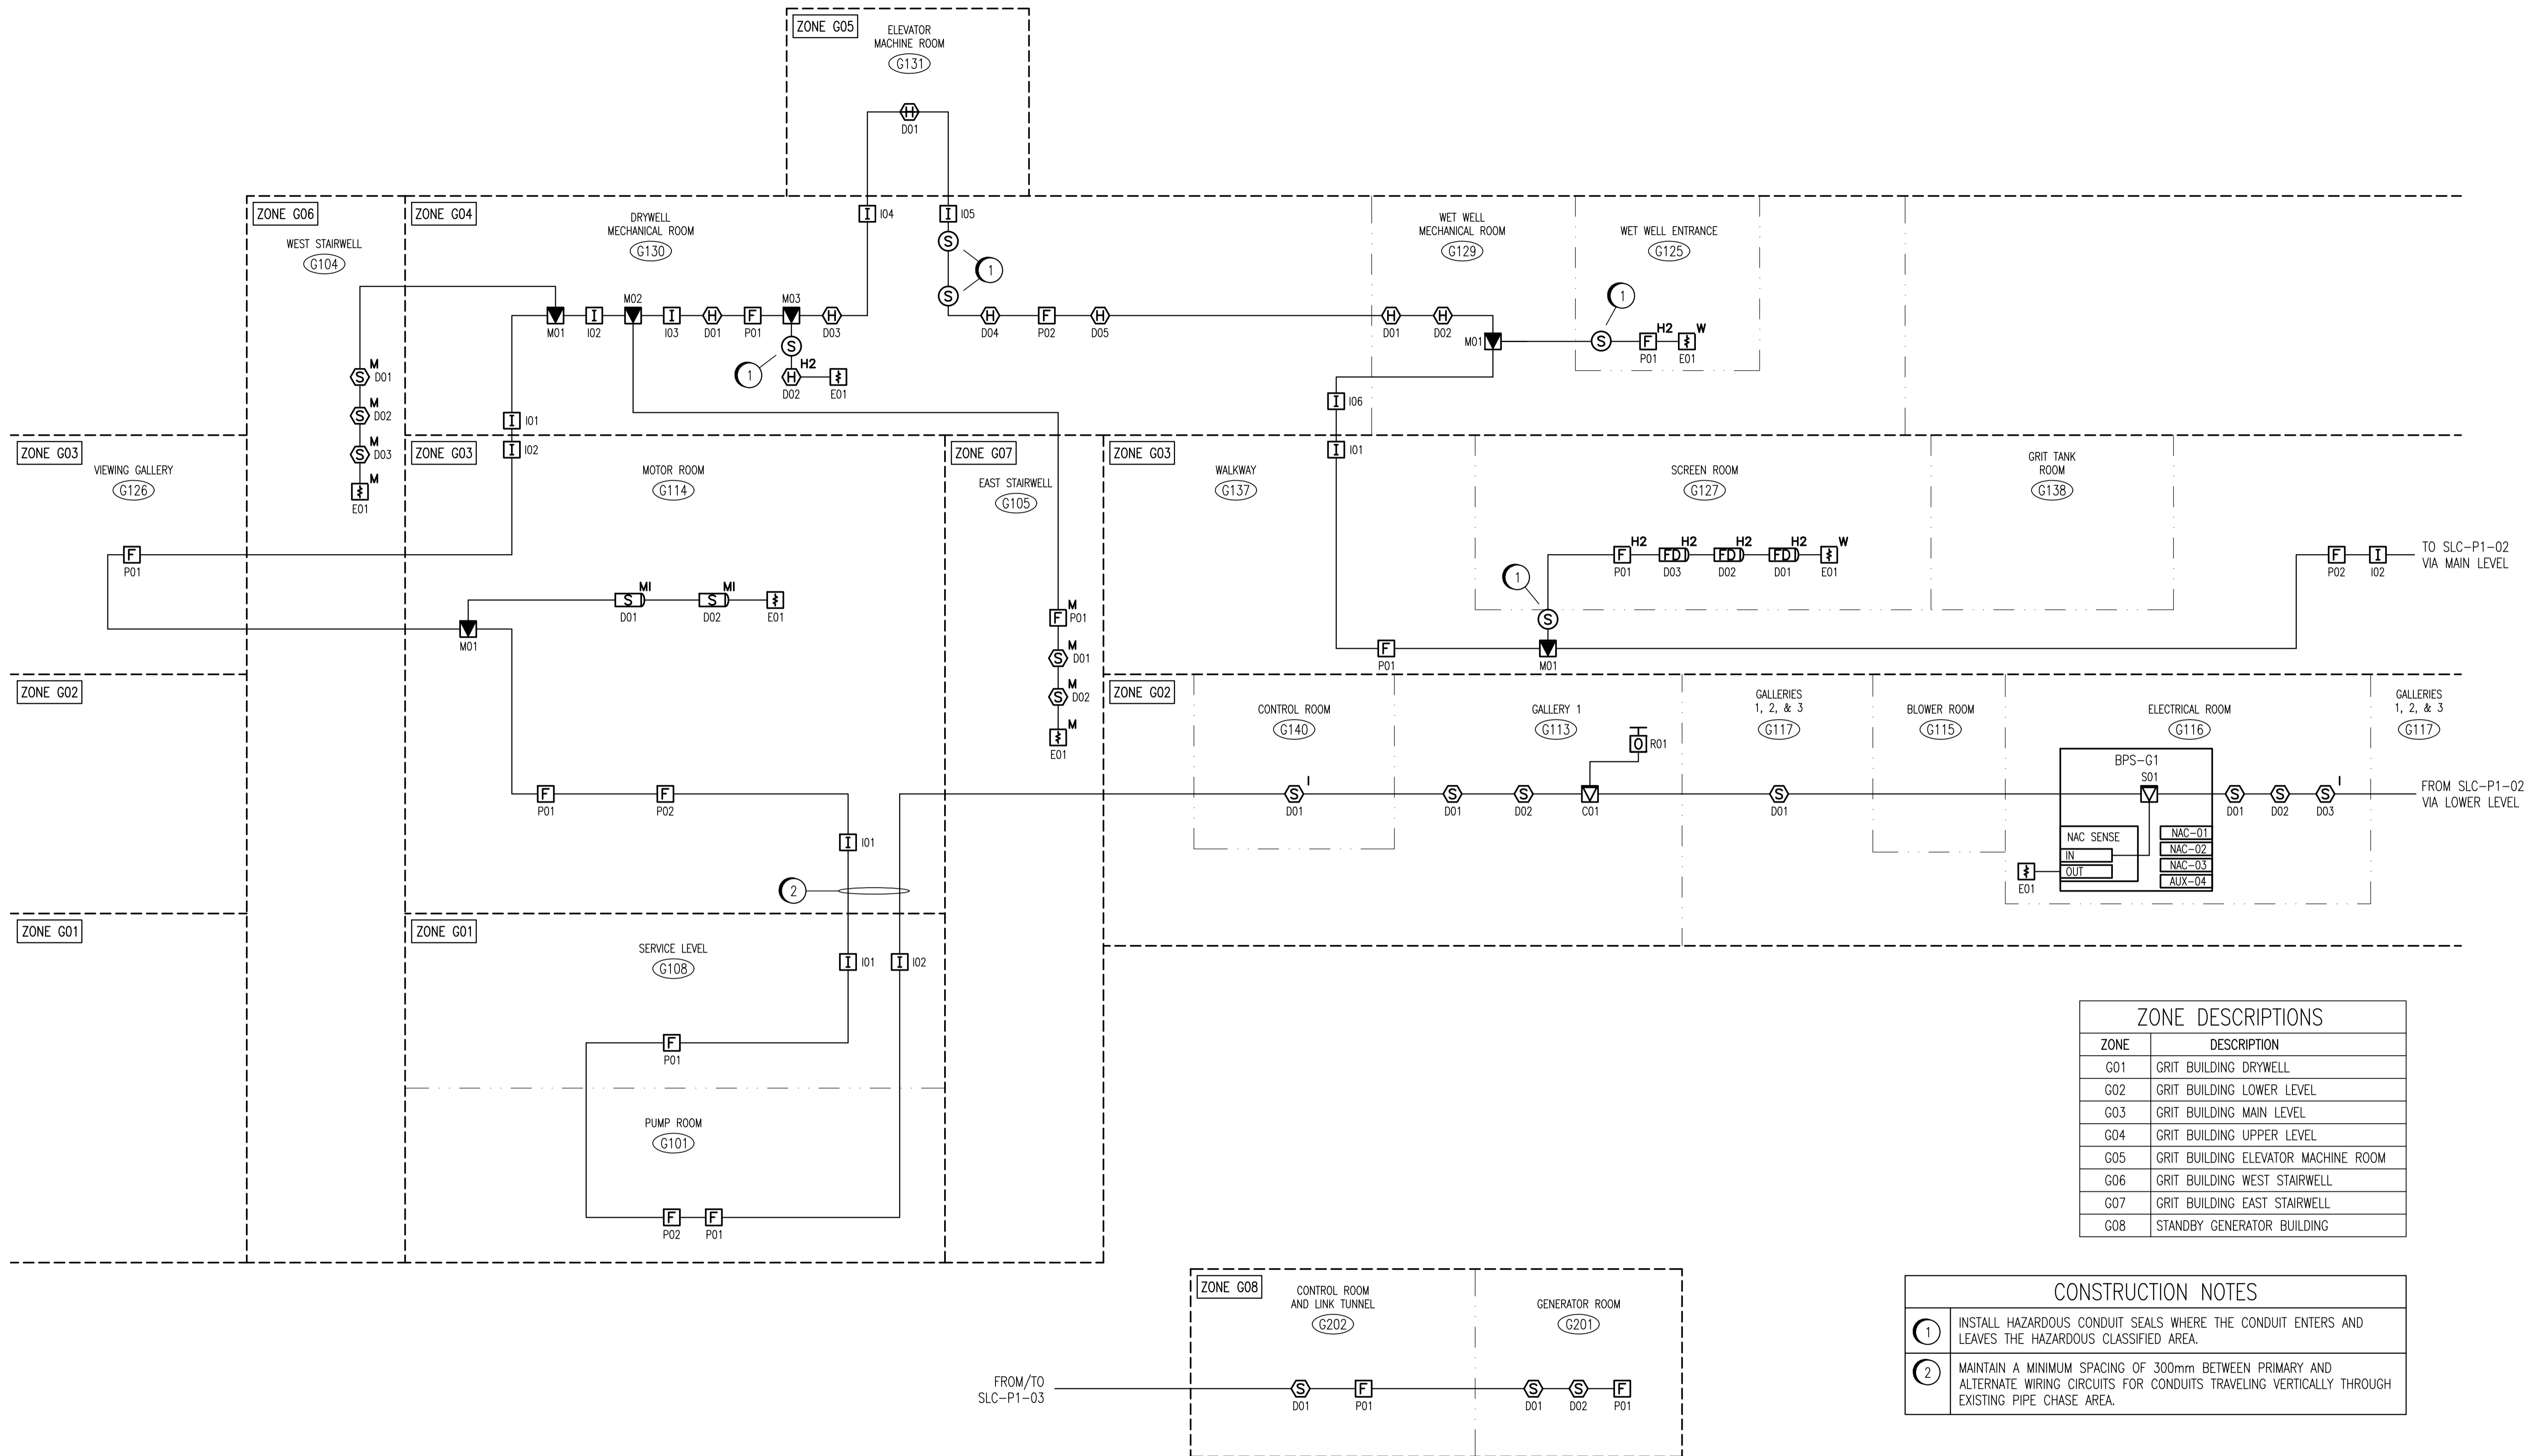 ZONE G05
ELEVATOR
MACHINE ROOM
G131
H
D01
ZONE G06
WEST STAIRWELL
G104
M
S D01
M
S D02
M
S D03
M
E01
ZONE G04
DRYWELL
MECHANICAL ROOM
G130
I I04
I I05
S
1
S
M02
M03
I
I
H
F
H
M01
I02
I03
D01
P01
D03
S
1
H2
H
D02
E01
I I01
H
F
H
D04
P02
D05
WET WELL
MECHANICAL ROOM
G129
H
H
D01
D02
M01
I I06
WET WELL ENTRANCE
G125
1
S
H2
F
P01
W
E01
ZONE G03
VIEWING GALLERY
G126
F
P01
ZONE G03
I I02
MOTOR ROOM
G114
MI
S
D01
MI
S
D02
E01
M01
F
P01
F
P02
I I01
2
ZONE G07
EAST STAIRWELL
G105
M
F P01
M
S D01
M
S D02
M
E01
ZONE G03
WALKWAY
G137
I I01
F
P01
M01
S
1
SCREEN ROOM
G127
H2
F
P01
H2
FD
D03
H2
FD
D02
H2
FD
D01
W
E01
GRIT TANK
ROOM
G138
F
P02
I
I02
TO SLC-P1-02
VIA MAIN LEVEL
ZONE G02
ZONE G02
CONTROL ROOM
G140
I
S
D01
GALLERY 1
G113
O R01
S
D01
S
D02
C01
GALLERIES
1, 2, & 3
G117
S
D01
BLOWER ROOM
G115
ELECTRICAL ROOM
G116
BPS-G1
S01
NAC SENSE
IN
OUT
NAC-01
NAC-02
NAC-03
AUX-04
E01
S
D01
S
D02
I
S
D03
GALLERIES
1, 2, & 3
G117
FROM SLC-P1-02
VIA LOWER LEVEL
ZONE G01
ZONE G01
SERVICE LEVEL
G108
I I01
I I02
F
P01
PUMP ROOM
G101
F
P02
F
P01
ZONE DESCRIPTIONS
ZONE DESCRIPTION
G01 GRIT BUILDING DRYWELL
G02 GRIT BUILDING LOWER LEVEL
G03 GRIT BUILDING MAIN LEVEL
G04 GRIT BUILDING UPPER LEVEL
G05 GRIT BUILDING ELEVATOR MACHINE ROOM
G06 GRIT BUILDING WEST STAIRWELL
G07 GRIT BUILDING EAST STAIRWELL
G08 STANDBY GENERATOR BUILDING
ZONE G08
CONTROL ROOM
AND LINK TUNNEL
G202
GENERATOR ROOM
G201
FROM/TO
SLC-P1-03
S
D01
F
P01
S
D01
S
D02
F
P01
CONSTRUCTION NOTES
1
INSTALL HAZARDOUS CONDUIT SEALS WHERE THE CONDUIT ENTERS AND
LEAVES THE HAZARDOUS CLASSIFIED AREA.
2
MAINTAIN A MINIMUM SPACING OF 300mm BETWEEN PRIMARY AND
ALTERNATE WIRING CIRCUITS FOR CONDUITS TRAVELING VERTICALLY THROUGH
EXISTING PIPE CHASE AREA.